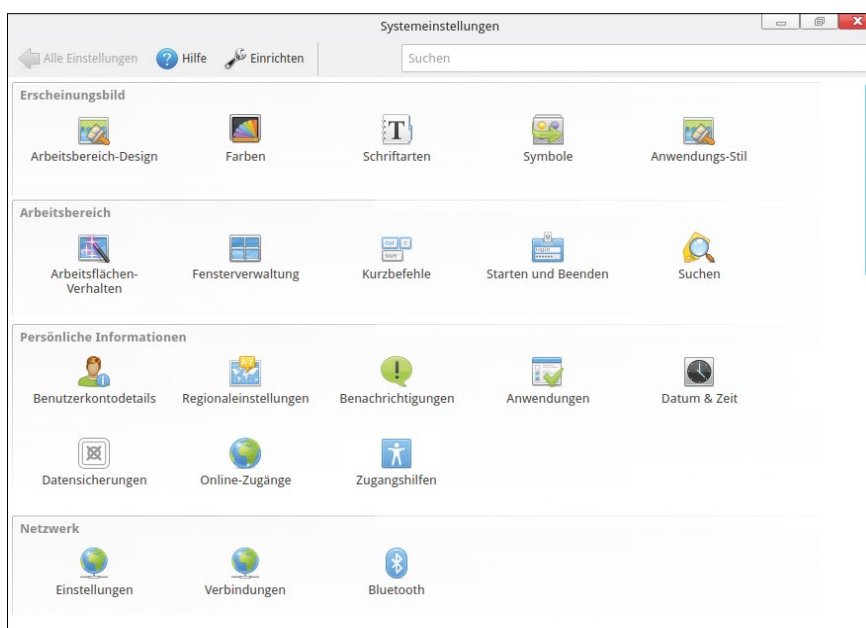 Systemeinstellungen
Alle Einstellungen Hilfe Einrichten Suchen
Erscheinungsbild
Arbeitsbereich-Design Farben Schriftarten Symbole Anwendungs-Stil
Arbeitsbereich
Arbeitsflächen- Fensterverwaltung Kurzbefehle Starten und Beenden Suchen
Verhalten
Persönliche Informationen
Benutzerkontodetails Regionaleinstellungen Benachrichtigungen Anwendungen Datum & Zeit
Datensicherungen Online-Zugänge Zugangshilfen
Netzwerk
Einstellungen Verbindungen Bluetooth